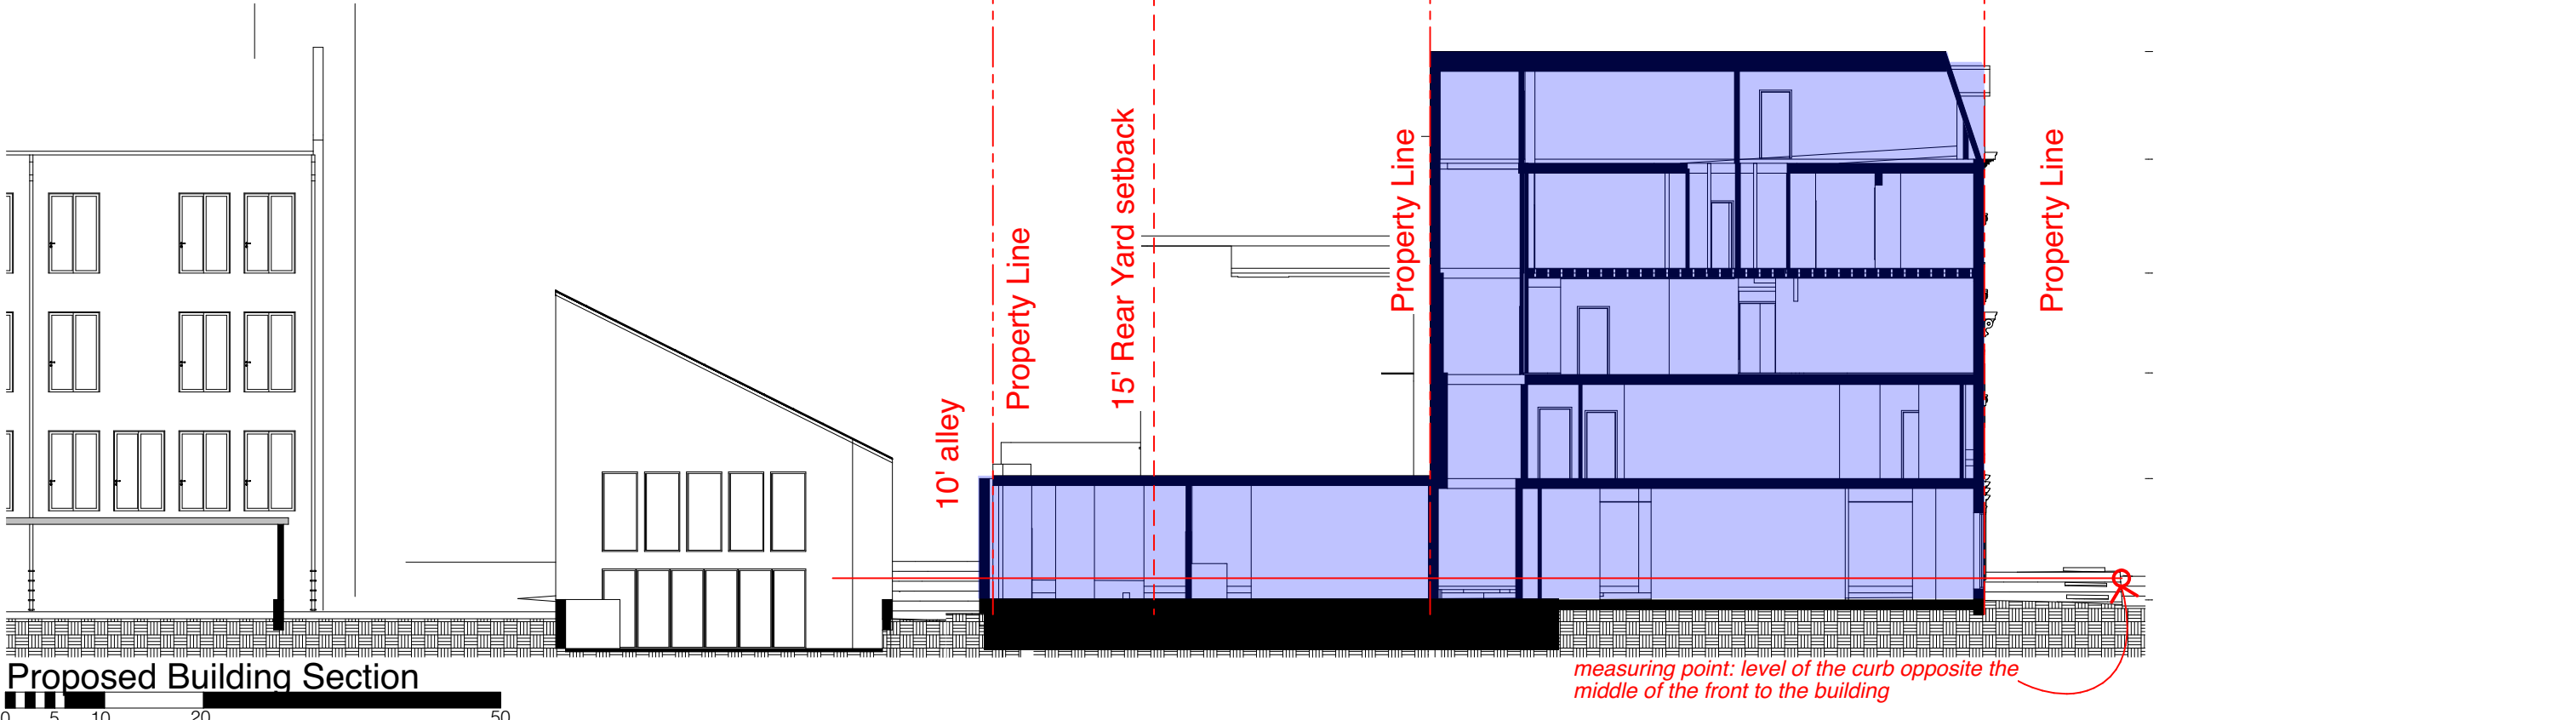 10' alley
Property Line
15' Rear Yard setback
Property Line
Property Line
measuring point: level of the curb opposite the
middle of the front to the building
Proposed Building Section
0 5 10 20 50